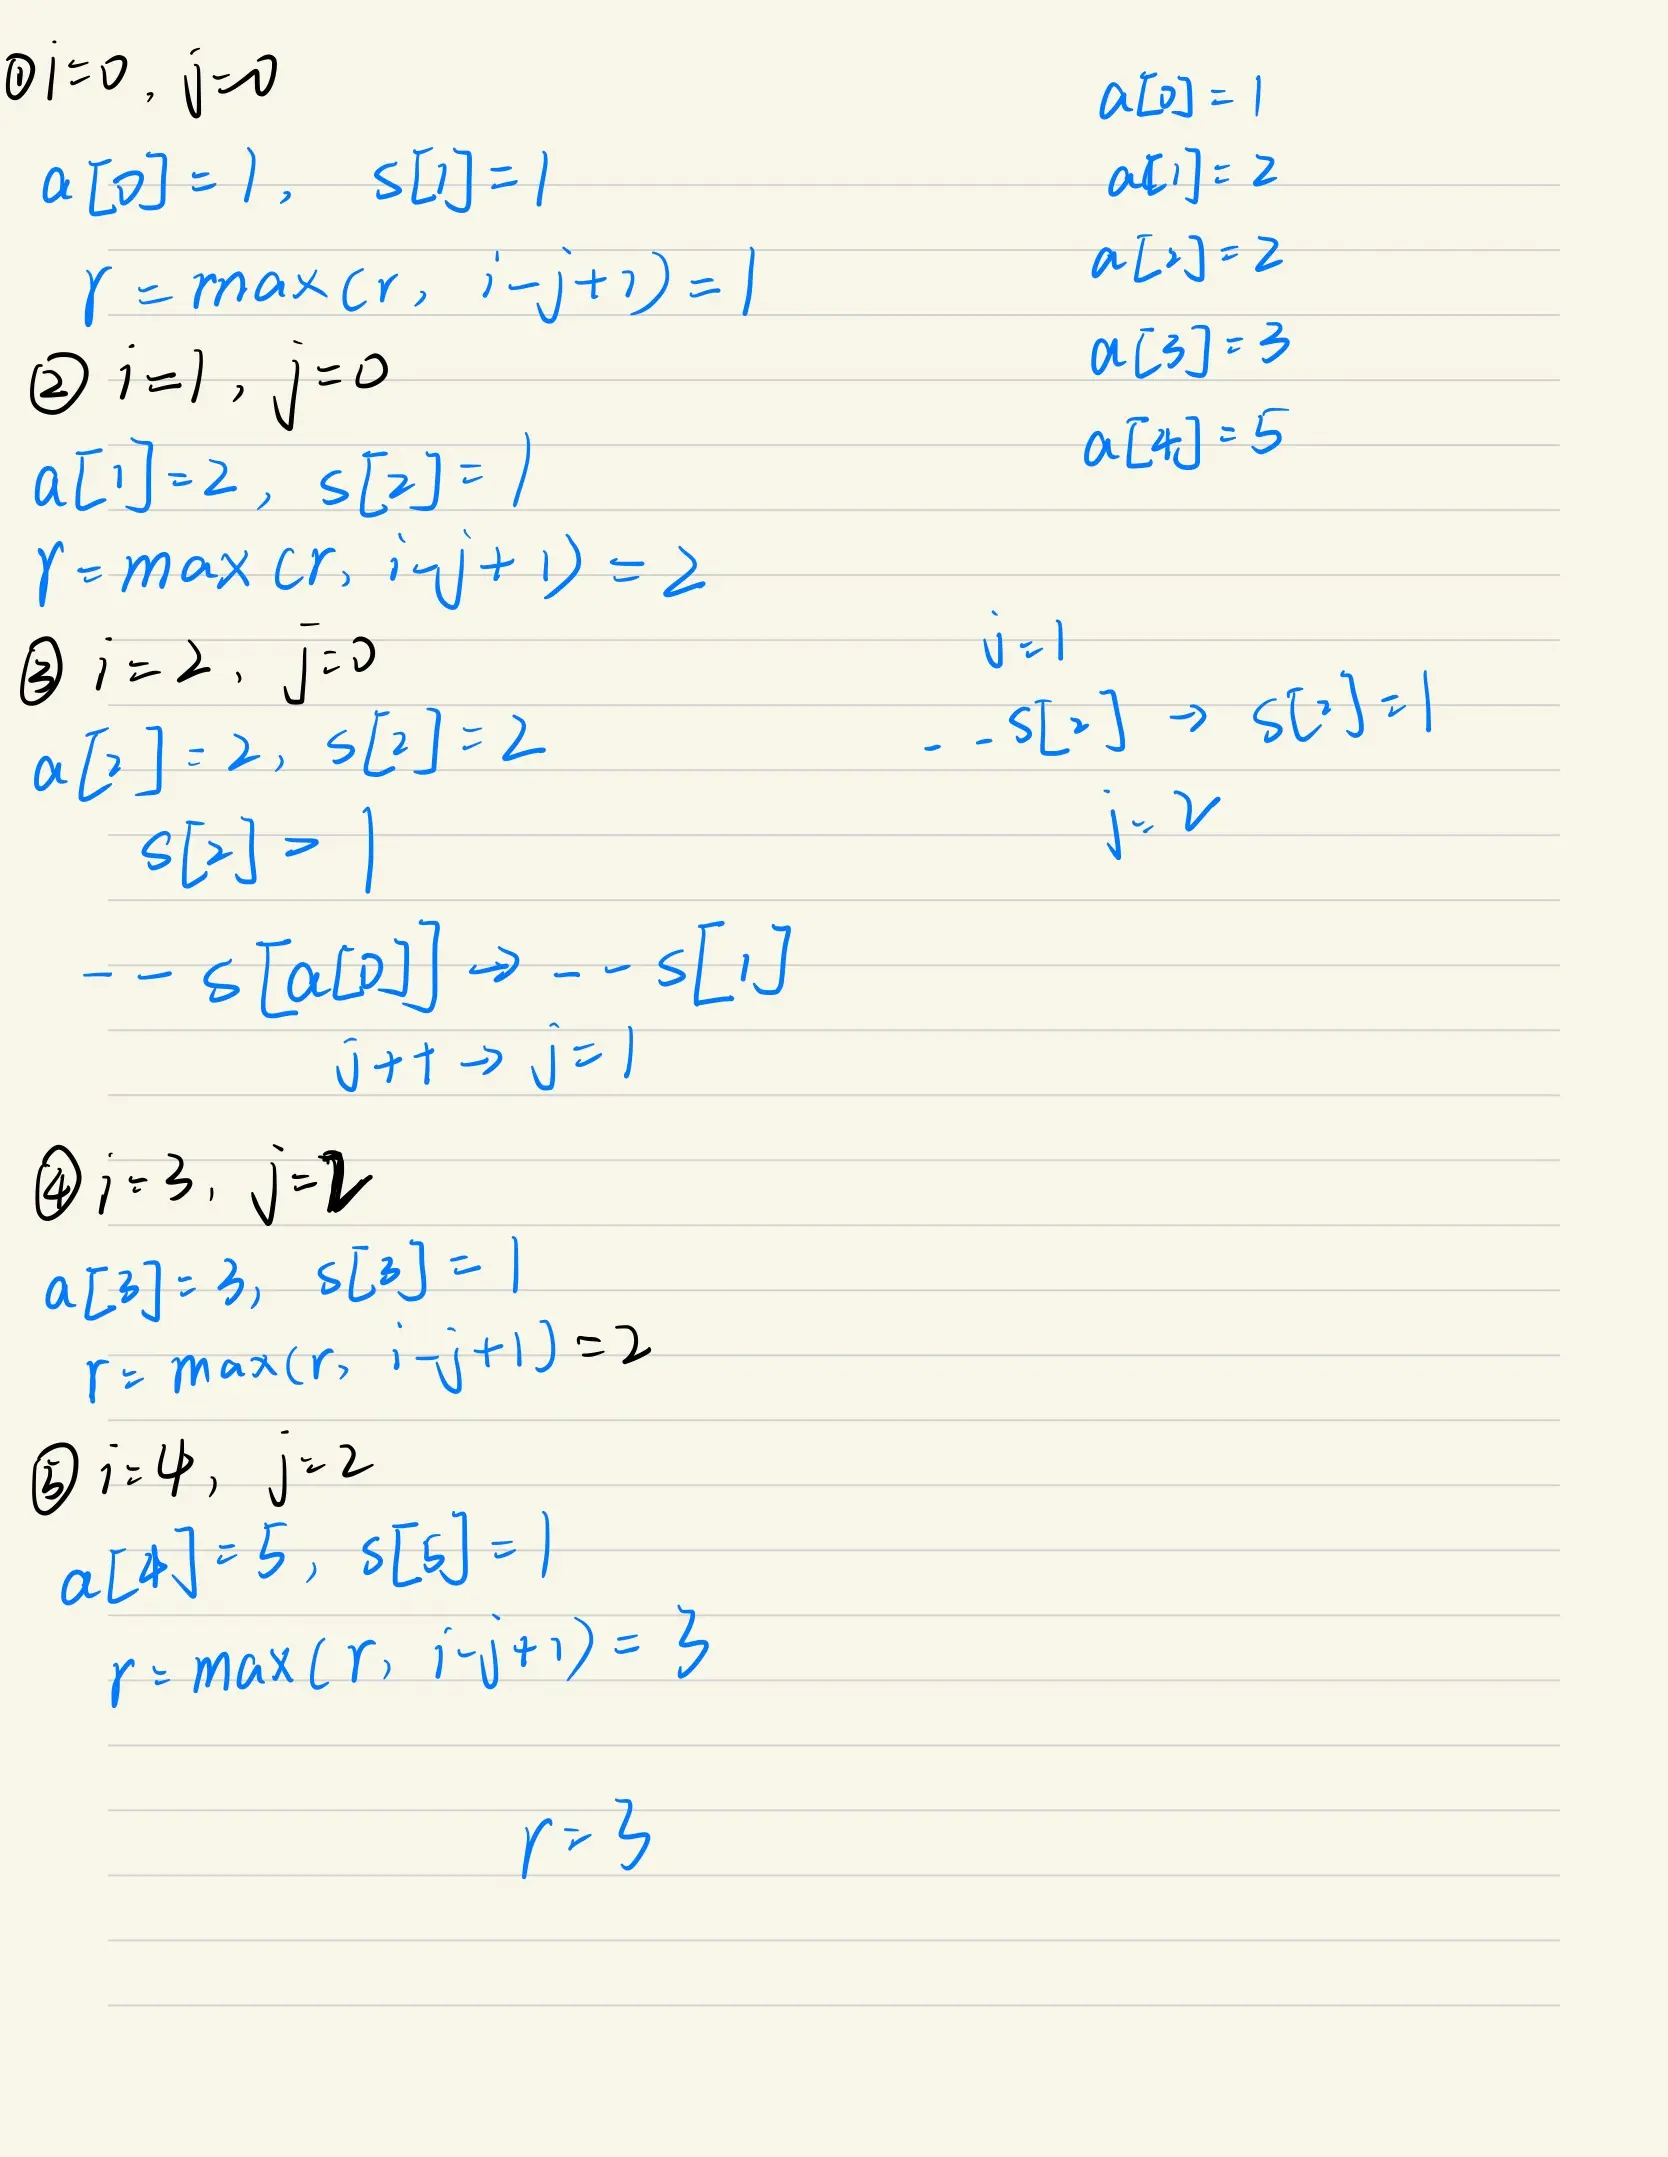 ① i=0, j=0
a[0]=1, s[1]=1
r=max(r, i-j+1)=1
② i=1, j=0
a[1]=2, s[2]=1
r=max(r, i-j+1)=2
③ i=2, j=0
a[2]=2, s[2]=2
s[2]>1
--s[a[0]]→--s[1]
j++→j=1
④ i=3, j=2
a[3]=3, s[3]=1
r=max(r, i-j+1)=2
⑤ i=4, j=2
a[4]=5, s[5]=1
r=max(r, i-j+1)=3
r=3
a[0]=1
a[1]=2
a[2]=2
a[3]=3
a[4]=5
j=1
--s[2]→s[2]=1
j=2